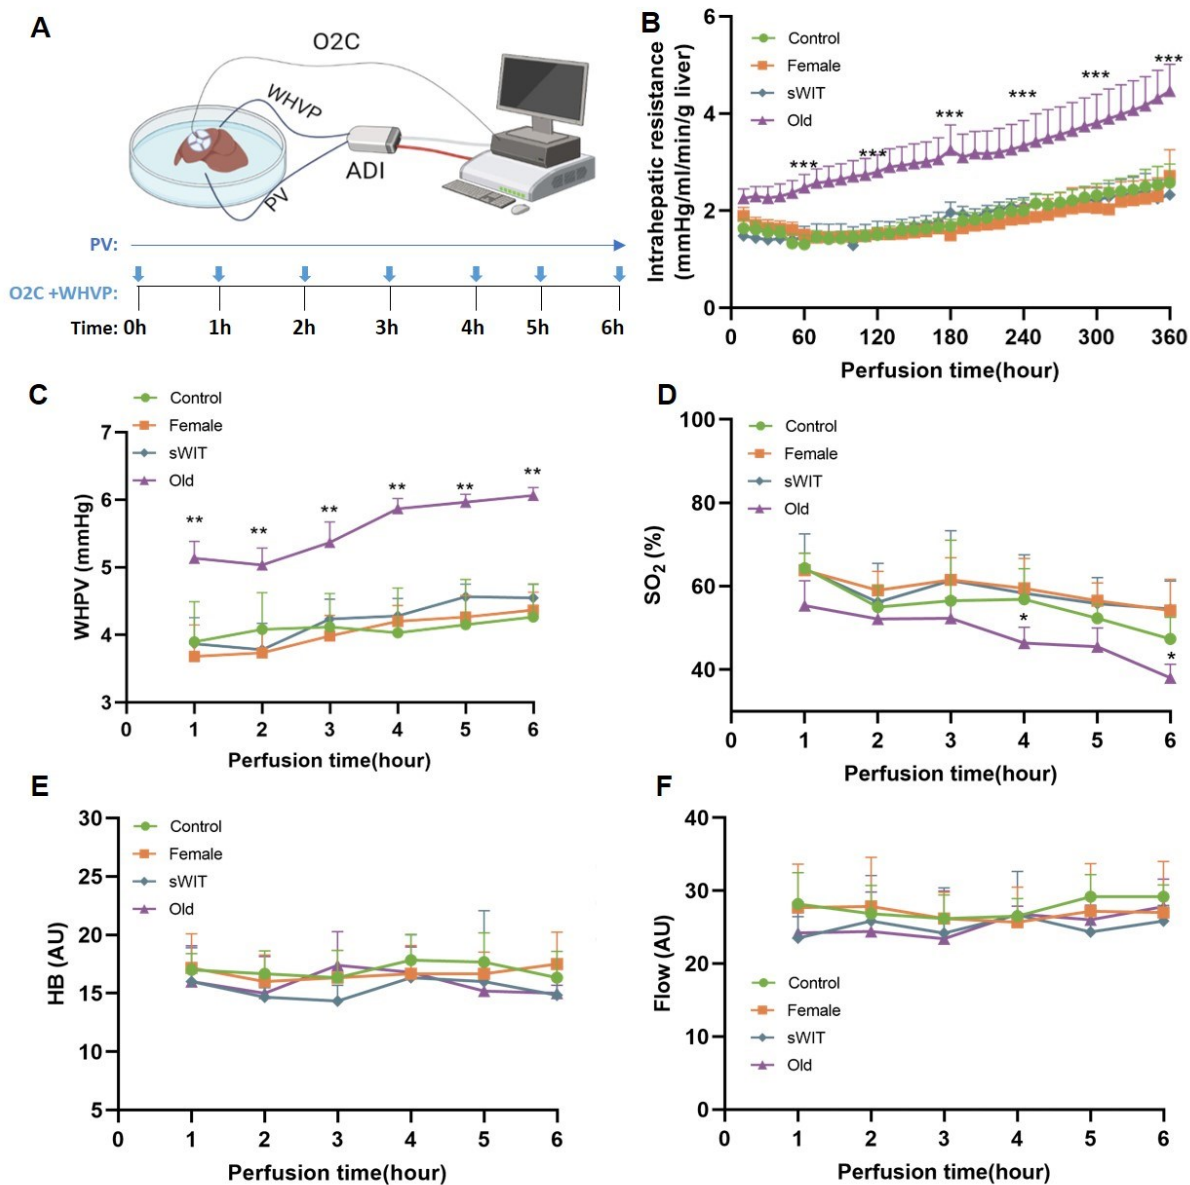 A
O2C
WHVP
ADI
PV
PV:
O2C +WHVP:
Time: 0h 1h 2h 3h 4h 5h 6h
B
Control
Female
sWIT
Old
Intrahepatic resistance
(mmHg/ml/min/g liver)
6
4
2
0
*** *** *** *** *** ***
0 60 120 180 240 300 360
Perfusion time(hour)
C
Control
Female
sWIT
Old
WHPV (mmHg)
7
6
5
4
3
** ** ** ** ** **
0 1 2 3 4 5 6
Perfusion time(hour)
D
Control
Female
sWIT
Old
SO2 (%)
100
80
60
40
* *
0 1 2 3 4 5 6
Perfusion time(hour)
E
Control
Female
sWIT
Old
HB (AU)
30
25
20
15
10
5
0 1 2 3 4 5 6
Perfusion time(hour)
F
Flow (AU)
40
30
20
10
0
Control
Female
sWIT
Old
0 1 2 3 4 5 6
Perfusion time(hour)